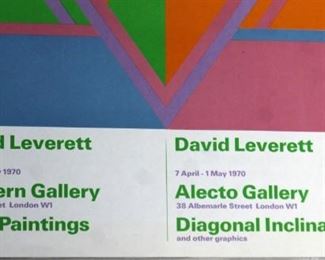 Leverett
1970
Gallery
London W1
Paintings
David Leverett
7 April - 1 May 1970
Alecto Gallery
38 Albemarle Street London W1
Diagonal Inclina
and other graphics